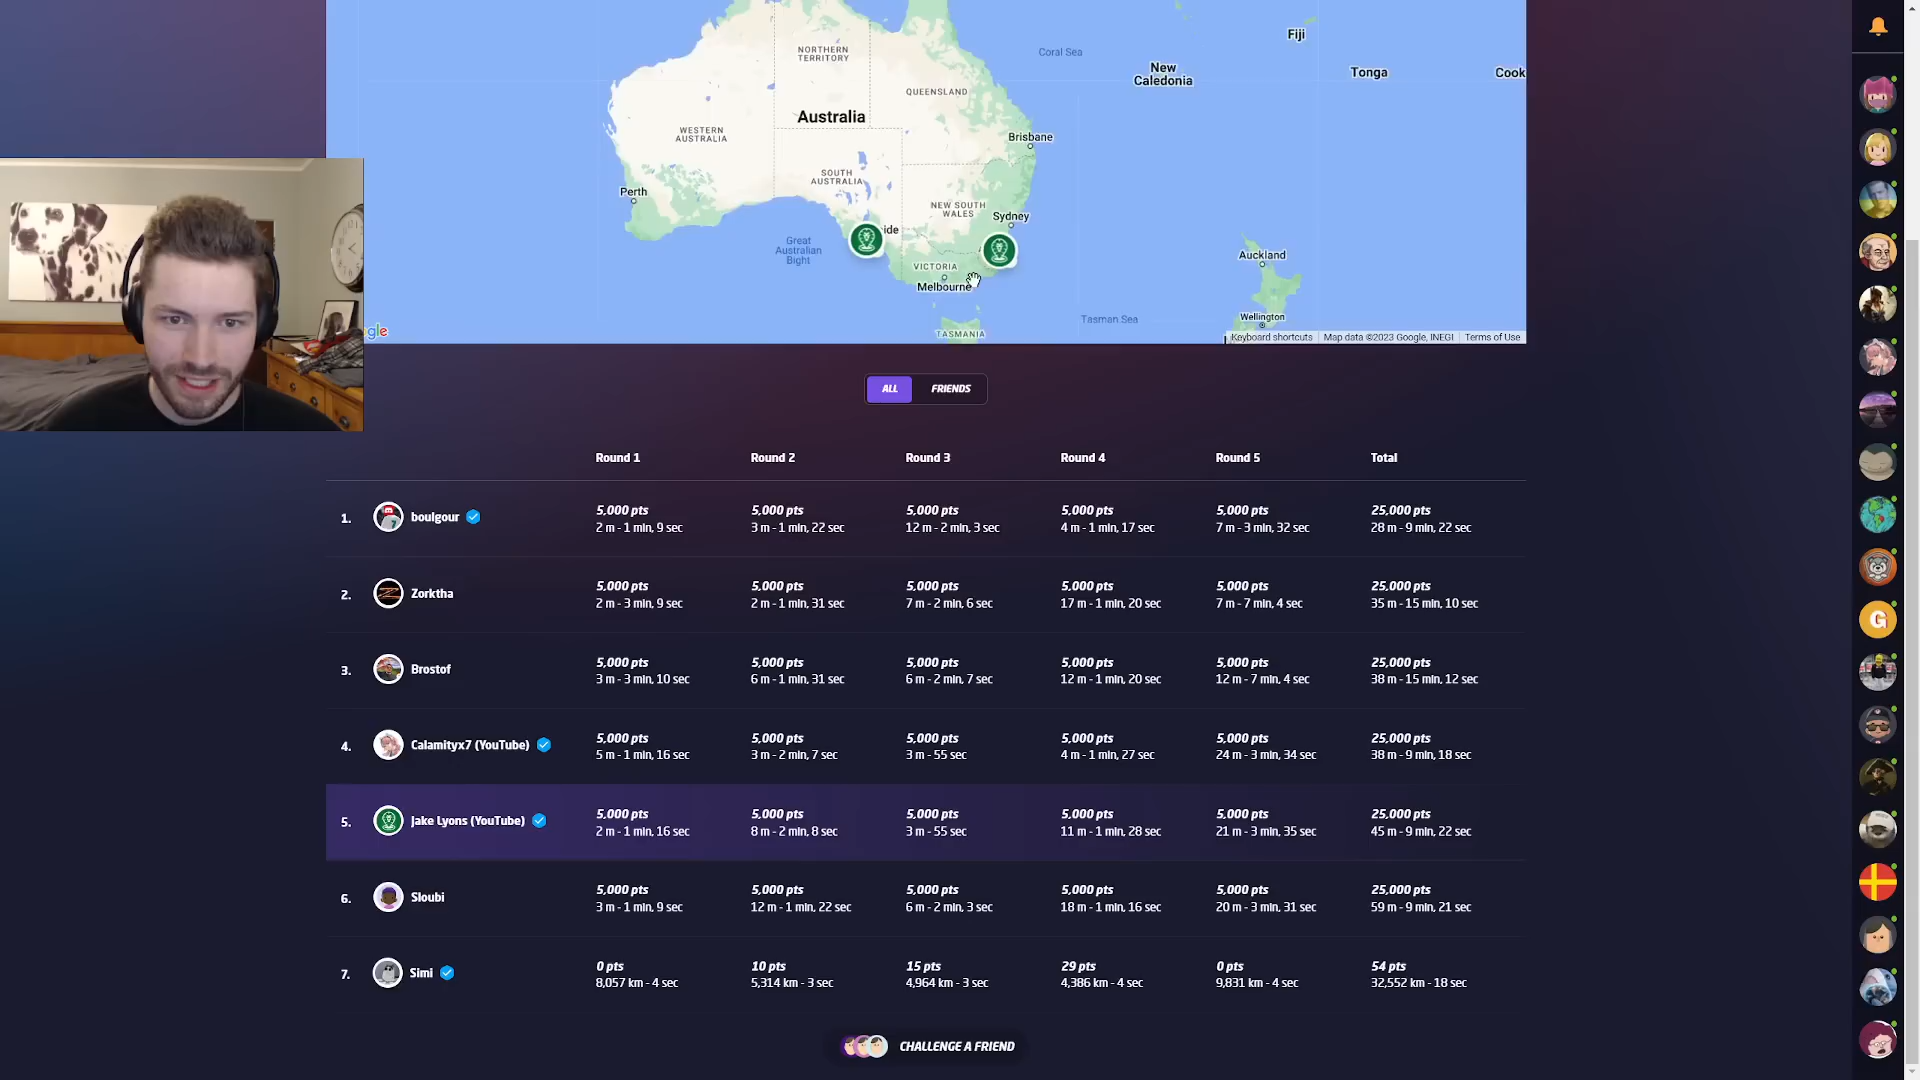 Fiji
NORTHERN
TERRITORY
Coral Sea
New
Caledonia
Tonga
Cook
QUEENSLAND
Australia
WESTERN
AUSTRALIA
Brisbane
SOUTH
AUSTRALIA
Perth
NEW SOUTH
WALES
Sydney
ide
Great
Australian
Bight
VICTORIA
Melbourne
Auckland
Tasman Sea
Wellington
TASMANIA
gle
Keyboard shortcuts
Map data ©2023 Google, INEGI
Terms of Use
ALL
FRIENDS
Round 1 Round 2 Round 3 Round 4 Round 5 Total
1. boulgour 5,000 pts 5,000 pts 5,000 pts 5,000 pts 5,000 pts 25,000 pts
2 m - 1 min, 9 sec 3 m - 1 min, 22 sec 12 m - 2 min, 3 sec 4 m - 1 min, 17 sec 7 m - 3 min, 32 sec 28 m - 9 min, 22 sec
2. Zorktha 5,000 pts 5,000 pts 5,000 pts 5,000 pts 5,000 pts 25,000 pts
2 m - 3 min, 9 sec 2 m - 1 min, 31 sec 7 m - 2 min, 6 sec 17 m - 1 min, 20 sec 7 m - 7 min, 4 sec 35 m - 15 min, 10 sec
3. Brostof 5,000 pts 5,000 pts 5,000 pts 5,000 pts 5,000 pts 25,000 pts
3 m - 3 min, 10 sec 6 m - 1 min, 31 sec 6 m - 2 min, 7 sec 12 m - 1 min, 20 sec 12 m - 7 min, 4 sec 38 m - 15 min, 12 sec
4. Calamityx7 (YouTube) 5,000 pts 5,000 pts 5,000 pts 5,000 pts 5,000 pts 25,000 pts
5 m - 1 min, 16 sec 3 m - 2 min, 7 sec 3 m - 55 sec 4 m - 1 min, 27 sec 24 m - 3 min, 34 sec 38 m - 9 min, 18 sec
5. Jake Lyons (YouTube) 5,000 pts 5,000 pts 5,000 pts 5,000 pts 5,000 pts 25,000 pts
2 m - 1 min, 16 sec 8 m - 2 min, 8 sec 3 m - 55 sec 11 m - 1 min, 28 sec 21 m - 3 min, 35 sec 45 m - 9 min, 22 sec
6. Sloubi 5,000 pts 5,000 pts 5,000 pts 5,000 pts 5,000 pts 25,000 pts
3 m - 1 min, 9 sec 12 m - 1 min, 22 sec 6 m - 2 min, 3 sec 18 m - 1 min, 16 sec 20 m - 3 min, 31 sec 59 m - 9 min, 21 sec
7. Simi 0 pts 10 pts 15 pts 29 pts 0 pts 54 pts
8,057 km - 4 sec 5,314 km - 3 sec 4,964 km - 3 sec 4,386 km - 4 sec 9,831 km - 4 sec 32,552 km - 18 sec
G
CHALLENGE A FRIEND